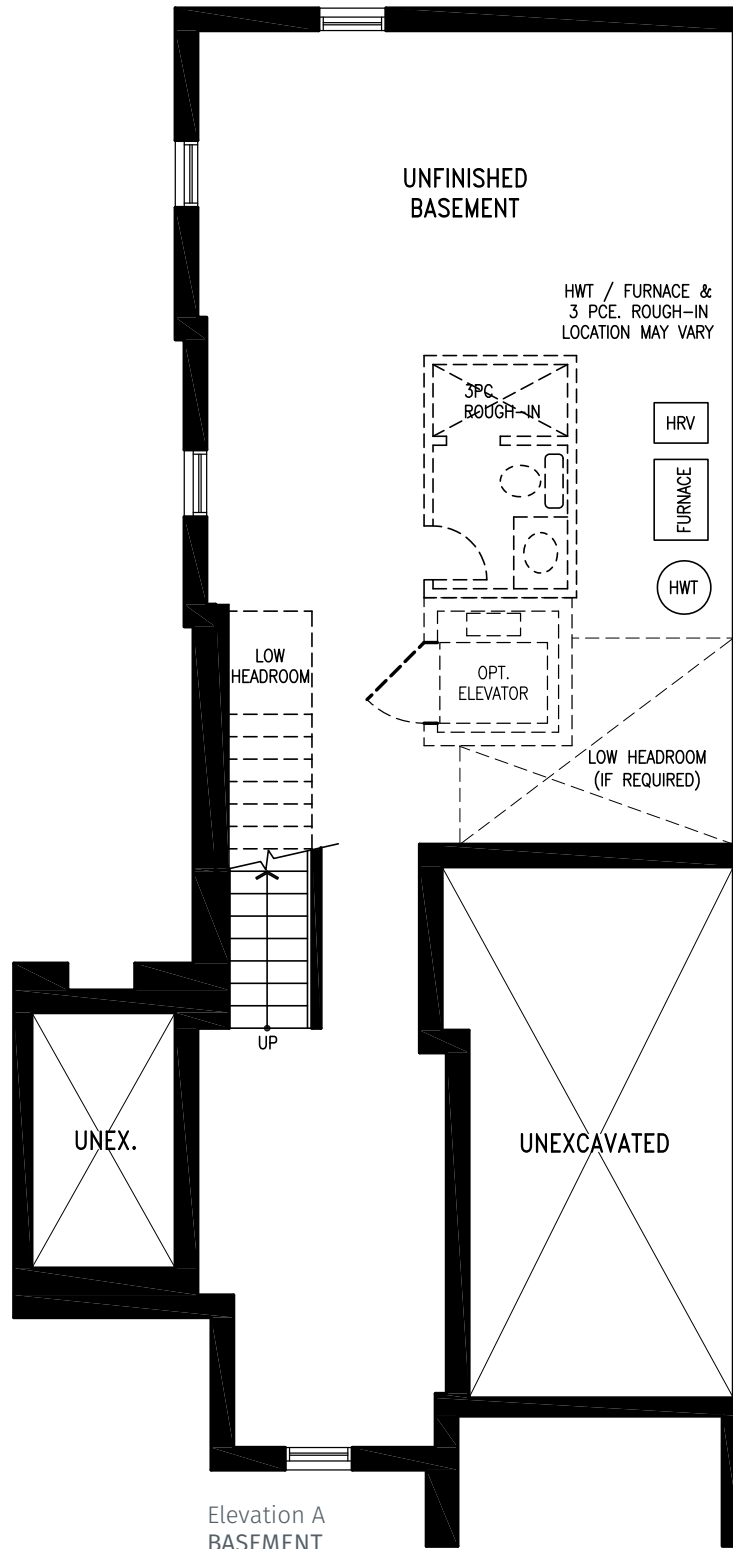 UNFINISHED
BASEMENT
HWT / FURNACE &
3 PCE. ROUGH-IN
LOCATION MAY VARY
3PC
ROUGH-IN
HRV
FURNACE
HWT
LOW
HEADROOM
OPT.
ELEVATOR
LOW HEADROOM
(IF REQUIRED)
UP
UNEX.
UNEXCAVATED
Elevation A
BASEMENT